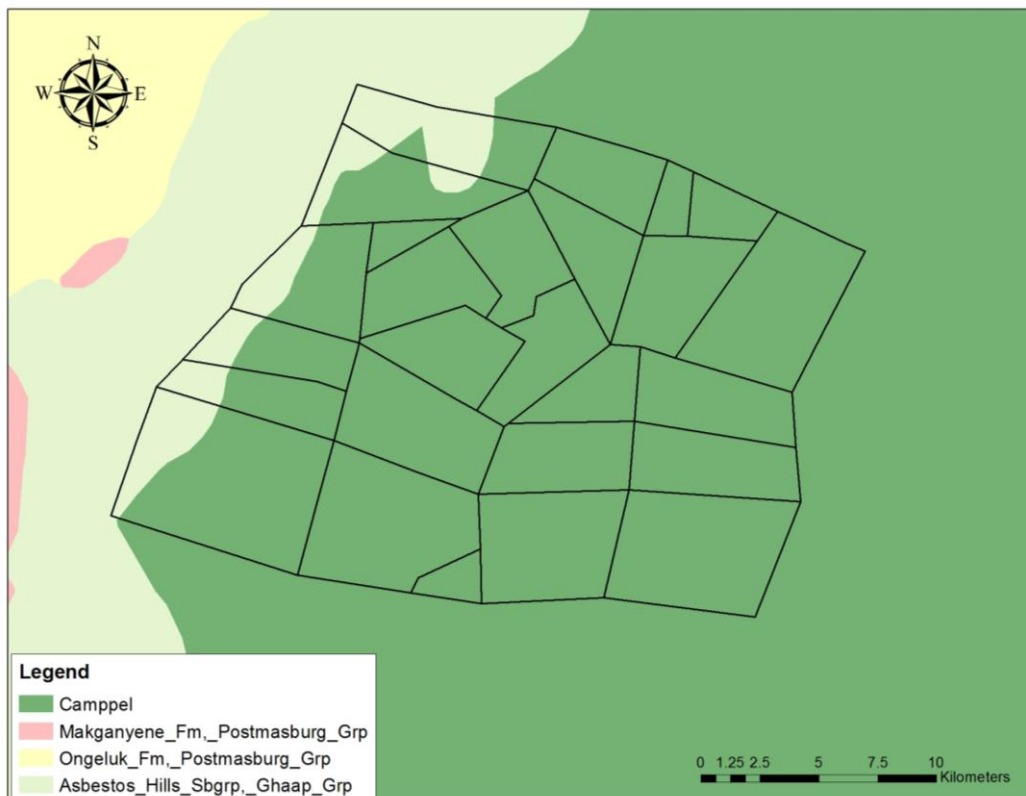 N
W E
S
Legend
Camppel
Makganyene_Fm,_Postmasburg_Grp
Ongeluk_Fm,_Postmasburg_Grp
Asbestos_Hills_Sbgrp,_Ghaap_Grp
0 1.25 2.5 5 7.5 10
Kilometers